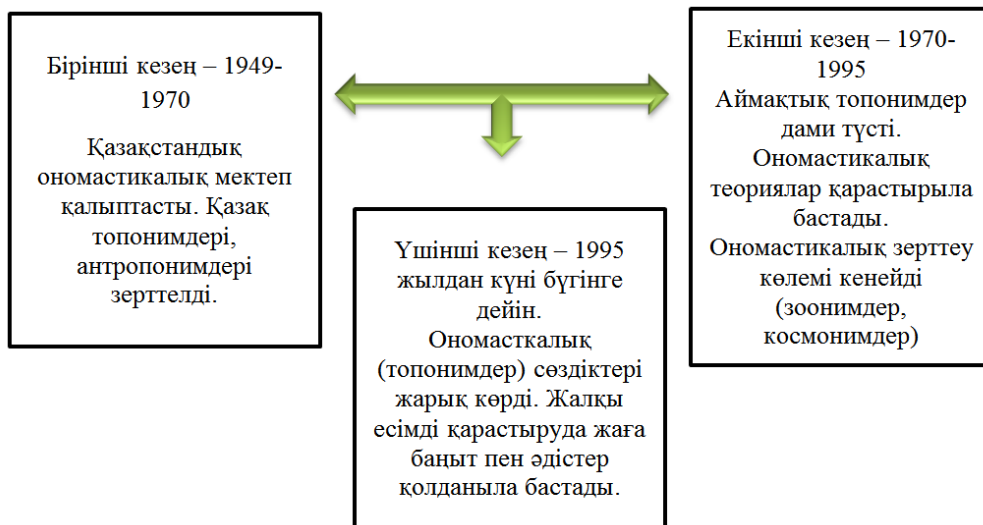 Бірінші кезең – 1949-
1970
Қазақстандық
ономастикалық мектеп
қалыптасты. Қазақ
топонимдері,
антропонимдері
зерттелді.
Екінші кезең – 1970-
1995
Аймақтық топонимдер
дами түсті.
Ономастикалық
теориялар қарастырыла
бастады.
Ономастикалық зерттеу
көлемі кенейді
(зоонимдер,
космонимдер)
Үшінші кезең – 1995
жылдан күні бүгінге
дейін.
Ономасткалық
(топонимдер) сөздіктері
жарық көрді. Жалқы
есімді қарастыруда жаға
баңыт пен әдістер
қолданыла бастады.